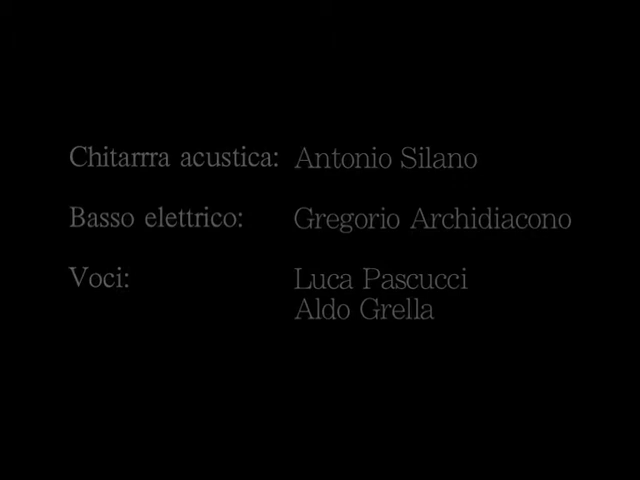 Chitarrra acustica: Antonio Silano
Basso elettrico: Gregorio Archidiacono
Voci: Luca Pascucci
Aldo Grella